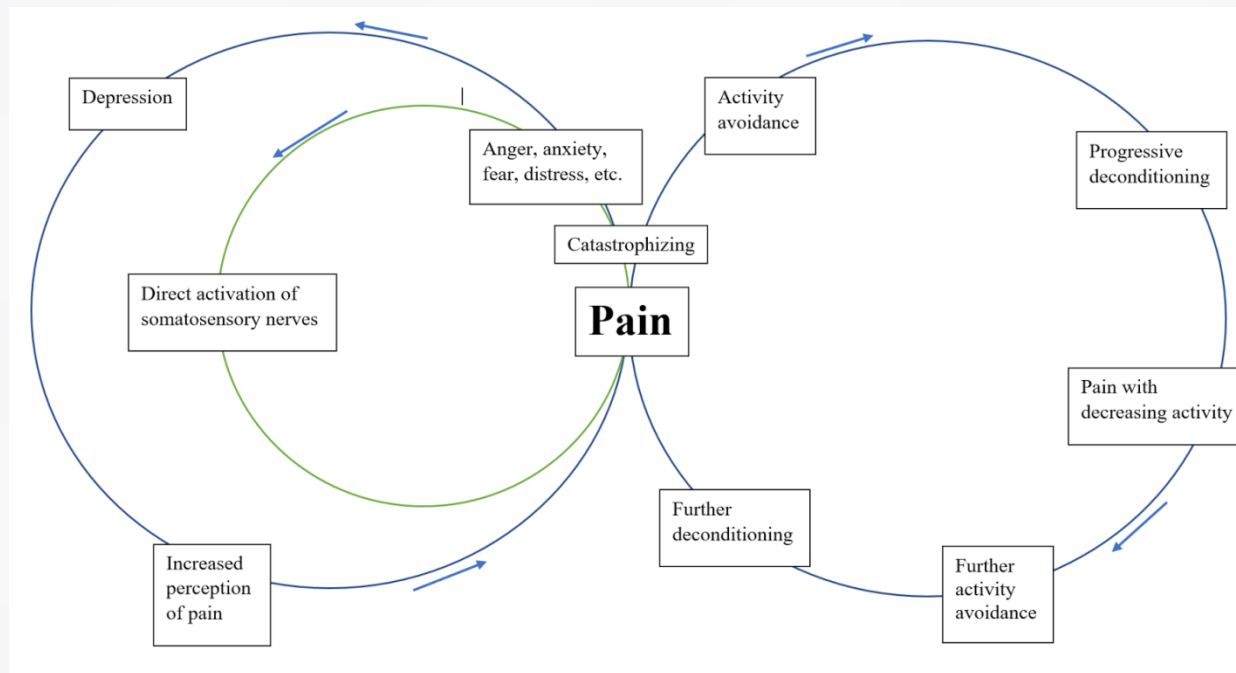 Depression
Anger, anxiety,
fear, distress, etc.
Catastrophizing
Pain
Direct activation of
somatosensory nerves
Increased
perception
of pain
Activity
avoidance
Progressive
deconditioning
Pain with
decreasing activity
Further
activity
avoidance
Further
deconditioning